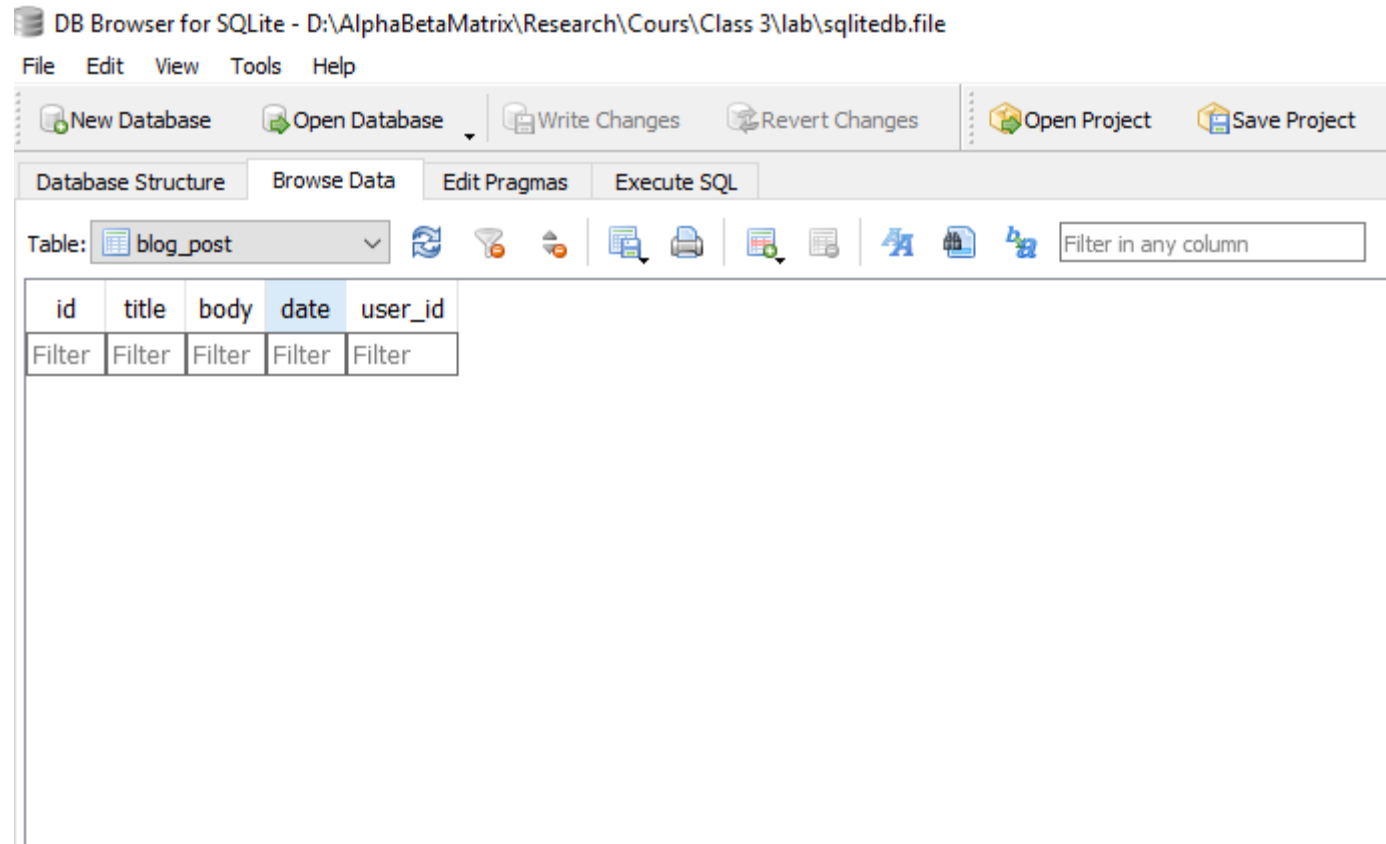 DB Browser for SQLite - D:\AlphaBetaMatrix\Research\Cours\Class 3\lab\sqlitedb.file
File Edit View Tools Help
New Database Open Database Write Changes Revert Changes Open Project Save Project
Database Structure Browse Data Edit Pragmas Execute SQL
Table: blog_post Filter in any column
id title body date user_id
Filter Filter Filter Filter Filter